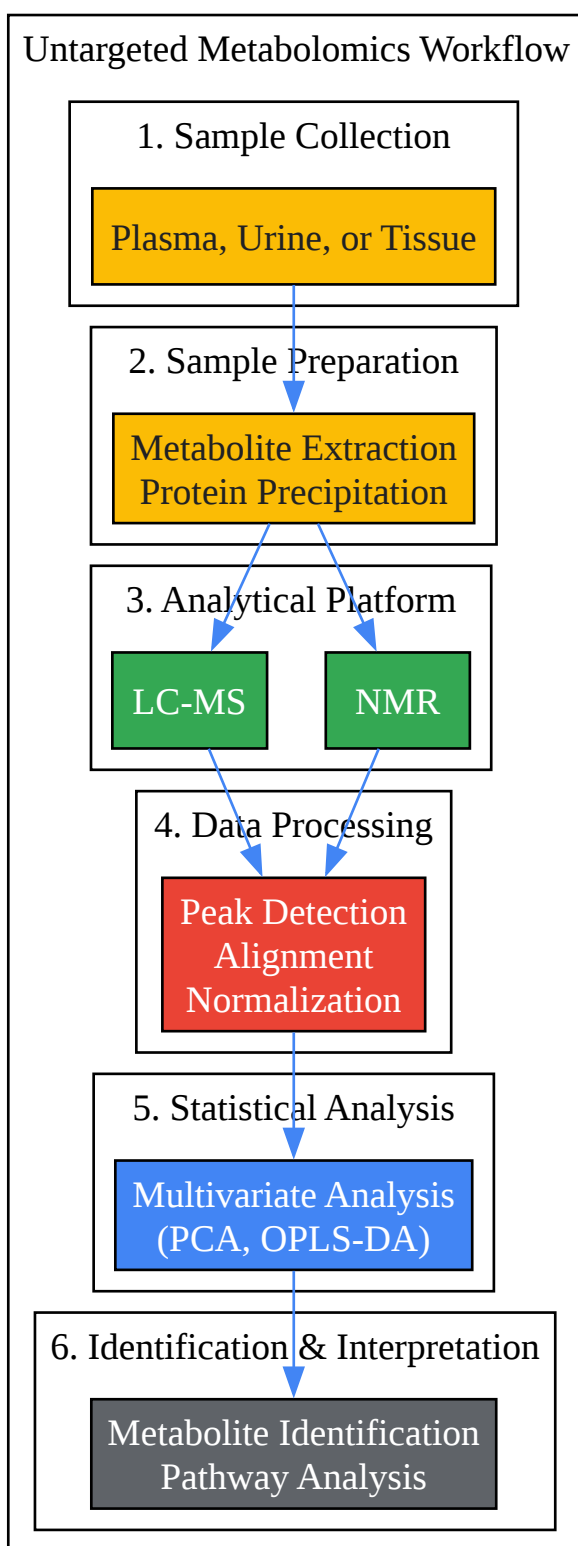 Untargeted Metabolomics Workflow
1. Sample Collection
Plasma, Urine, or Tissue
2. Sample Preparation
Metabolite Extraction
Protein Precipitation
3. Analytical Platform
LC-MS
NMR
4. Data Processing
Peak Detection
Alignment
Normalization
5. Statistical Analysis
Multivariate Analysis
(PCA, OPLS-DA)
6. Identification & Interpretation
Metabolite Identification
Pathway Analysis